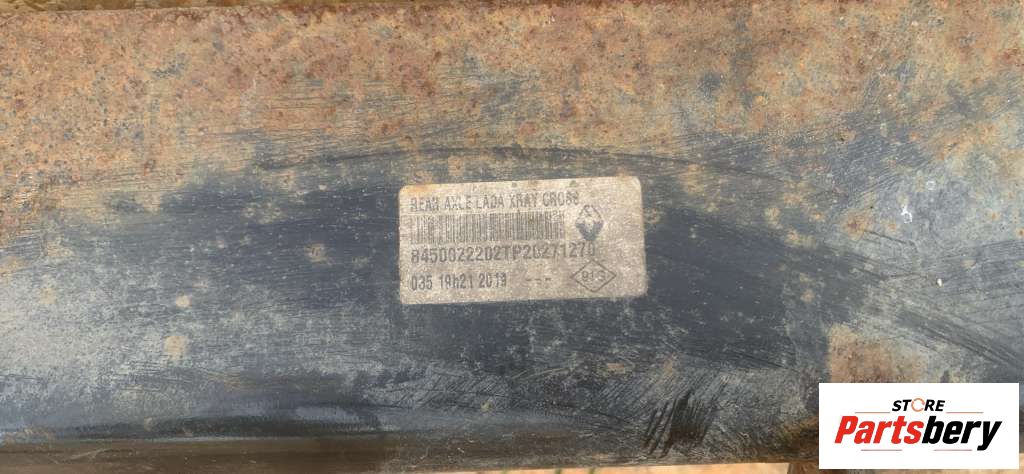 REAR AXLE LADA XRAY CROSS
8450022202TP20271270
035 19h21 2019 ---
STORE
Partsbery